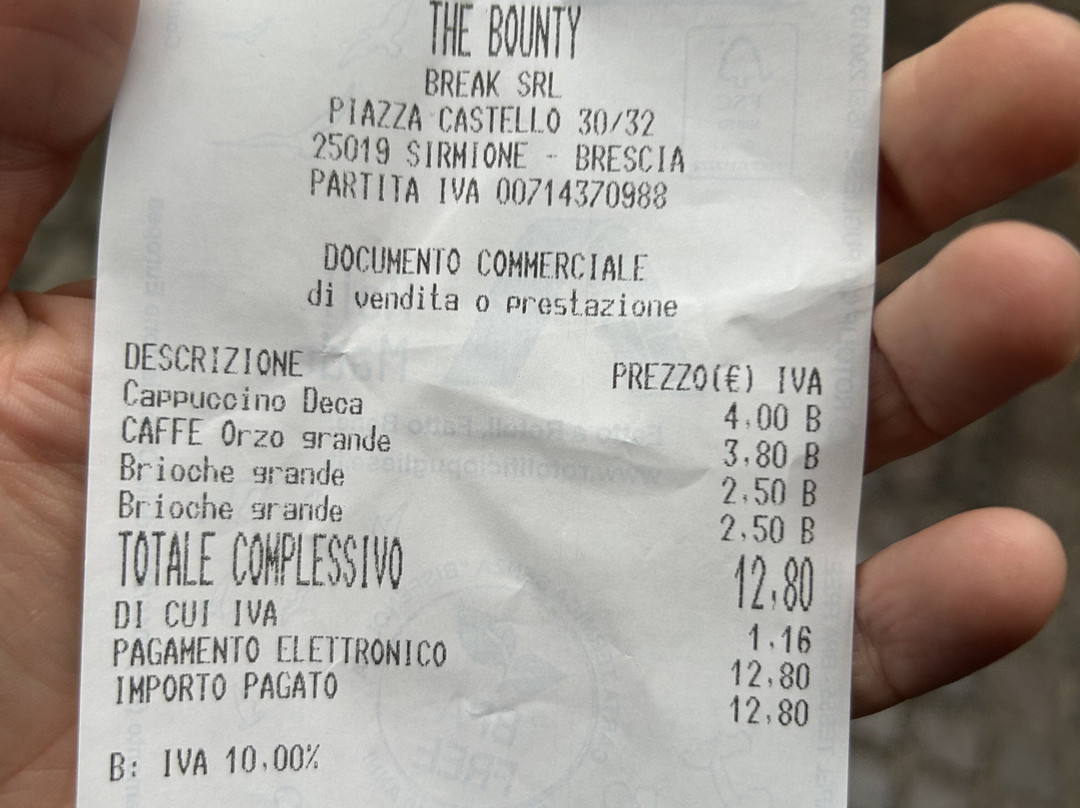 THE BOUNTY
BREAK SRL
PIAZZA CASTELLO 30/32
25019 SIRMIONE - BRESCIA
PARTITA IVA 00714370988
DOCUMENTO COMMERCIALE
di vendita o prestazione
DESCRIZIONE PREZZO(€) IVA
Cappuccino Deca 4,00 B
CAFFE Orzo grande 3,80 B
Brioche grande 2,50 B
Brioche grande 2,50 B
TOTALE COMPLESSIVO 12,80
DI CUI IVA 1,16
PAGAMENTO ELETTRONICO 12,80
IMPORTO PAGATO 12,80
B: IVA 10,00%